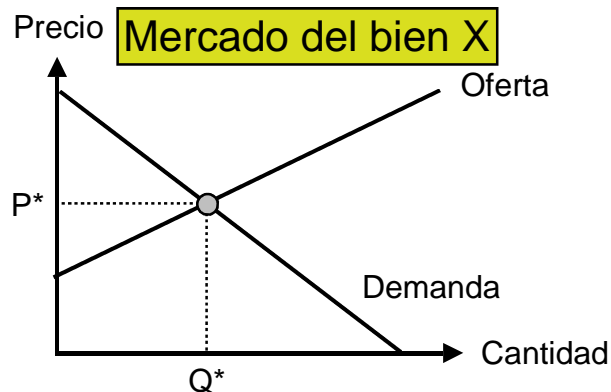 Precio
Mercado del bien X
Oferta
P*
Demanda
Cantidad
Q*